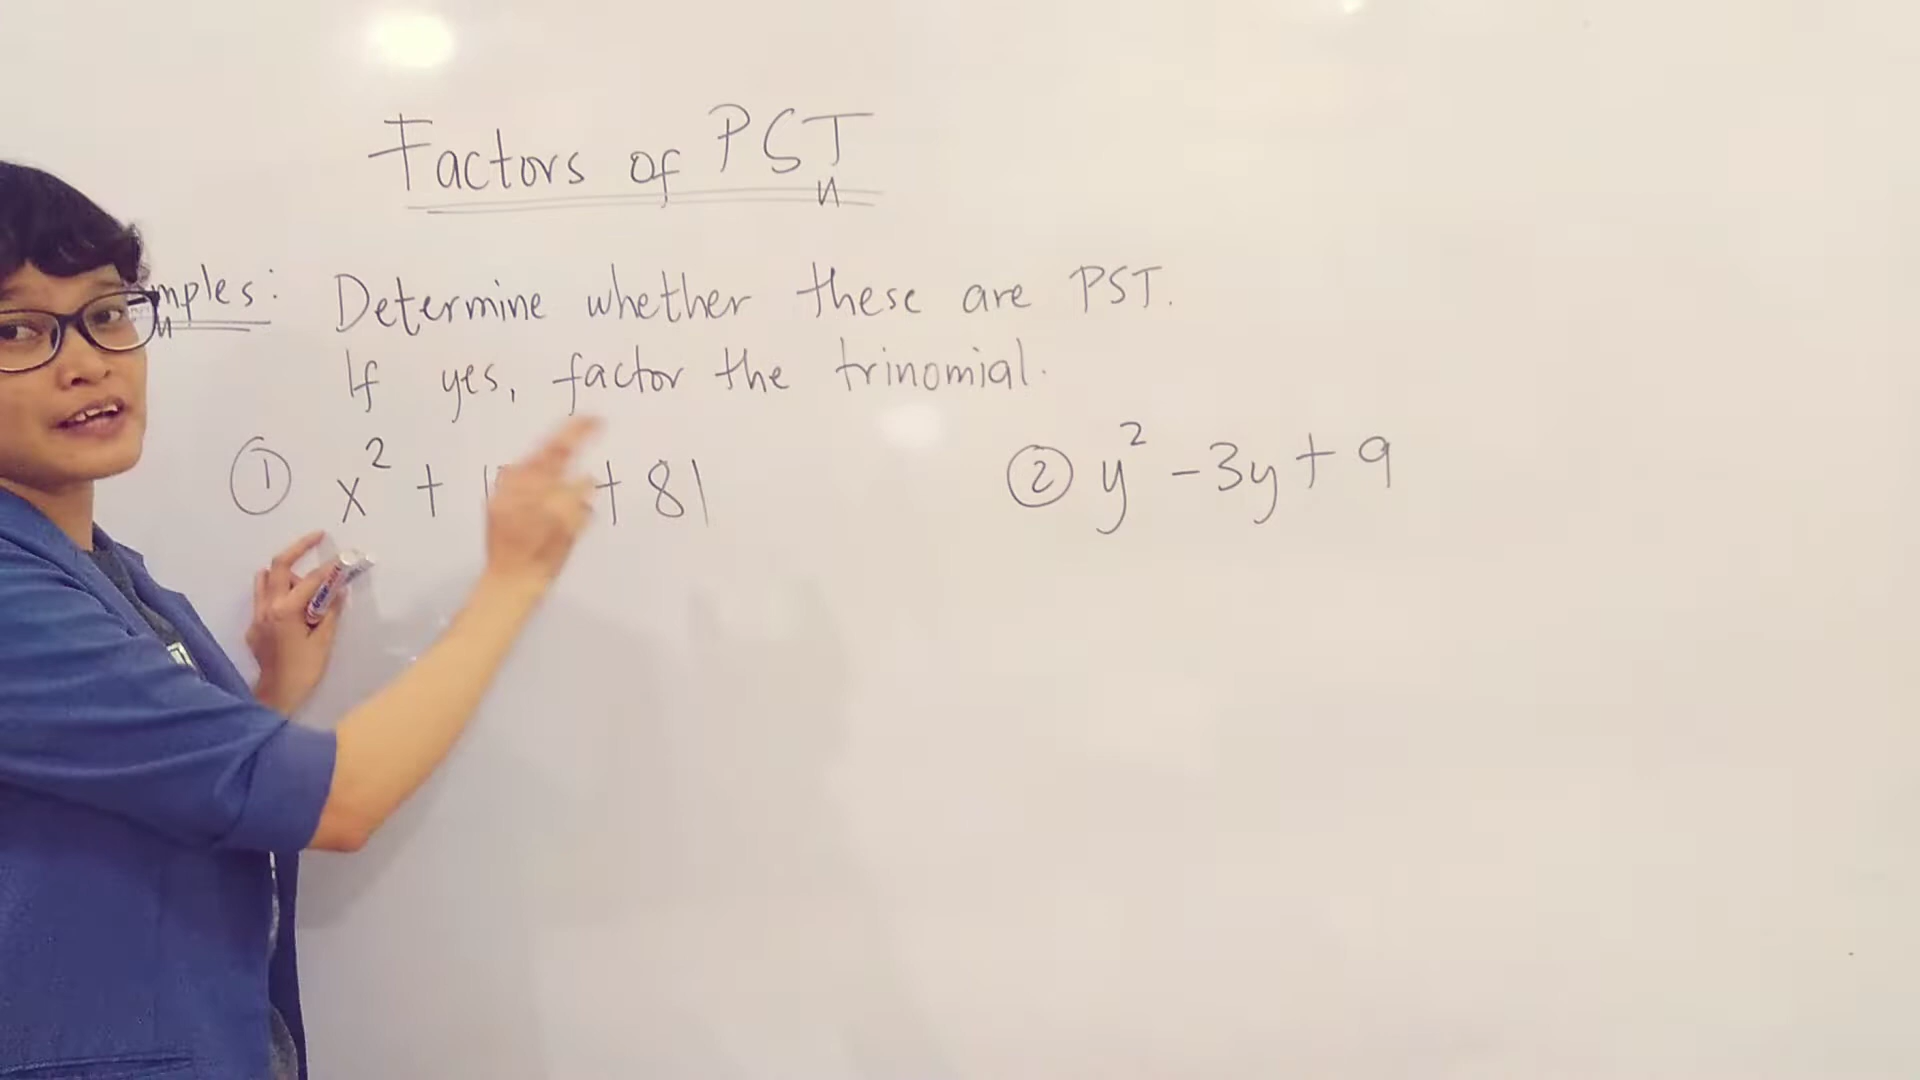 Factors of PST
mples: Determine whether these are PST.
If yes, factor the trinomial.
① x² + 1 + 81
② y² - 3y + 9